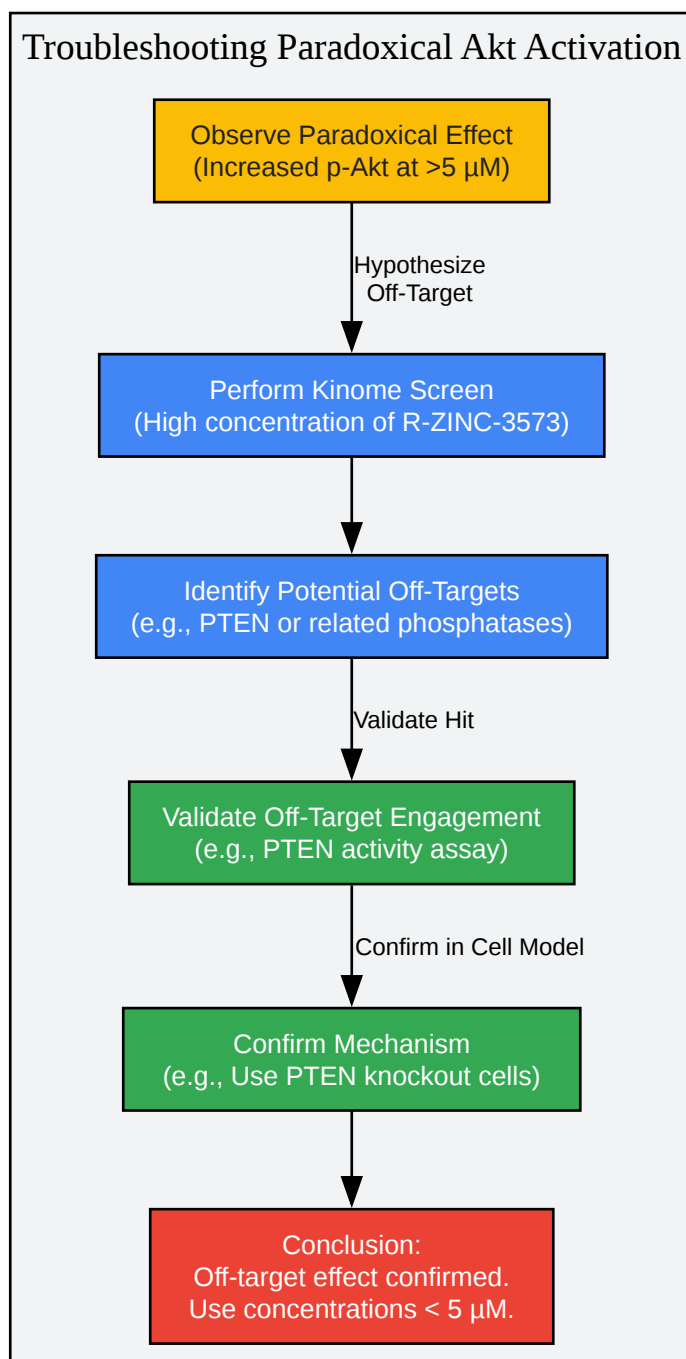 Troubleshooting Paradoxical Akt Activation
Observe Paradoxical Effect
(Increased p-Akt at >5 µM)
Hypothesize
Off-Target
Perform Kinome Screen
(High concentration of R-ZINC-3573)
Identify Potential Off-Targets
(e.g., PTEN or related phosphatases)
Validate Hit
Validate Off-Target Engagement
(e.g., PTEN activity assay)
Confirm in Cell Model
Confirm Mechanism
(e.g., Use PTEN knockout cells)
Conclusion:
Off-target effect confirmed.
Use concentrations < 5 µM.